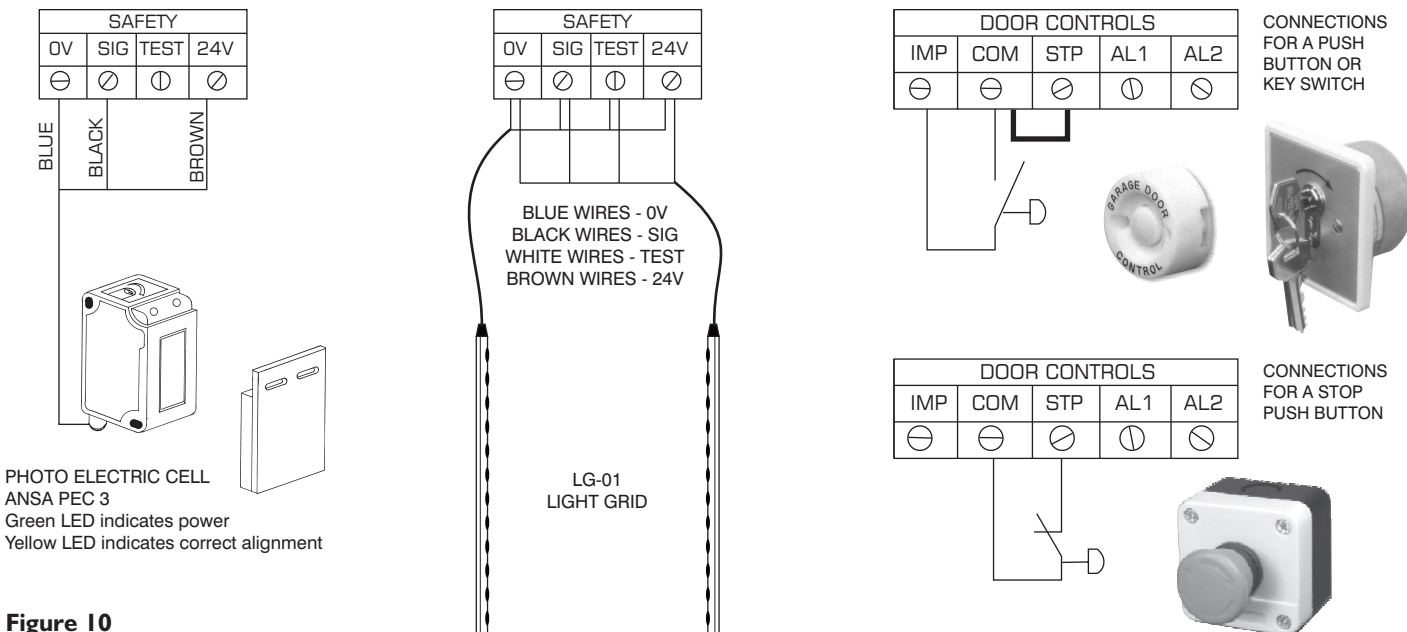 SAFETY
0V SIG TEST 24V
BLUE
BLACK
BROWN
PHOTO ELECTRIC CELL
ANSA PEC 3
Green LED indicates power
Yellow LED indicates correct alignment
Figure 10
SAFETY
0V SIG TEST 24V
BLUE WIRES - 0V
BLACK WIRES - SIG
WHITE WIRES - TEST
BROWN WIRES - 24V
LG-01
LIGHT GRID
DOOR CONTROLS
IMP COM STP AL1 AL2
CONNECTIONS
FOR A PUSH
BUTTON OR
KEY SWITCH
GARAGE DOOR
CONTROL
DOOR CONTROLS
IMP COM STP AL1 AL2
CONNECTIONS
FOR A STOP
PUSH BUTTON